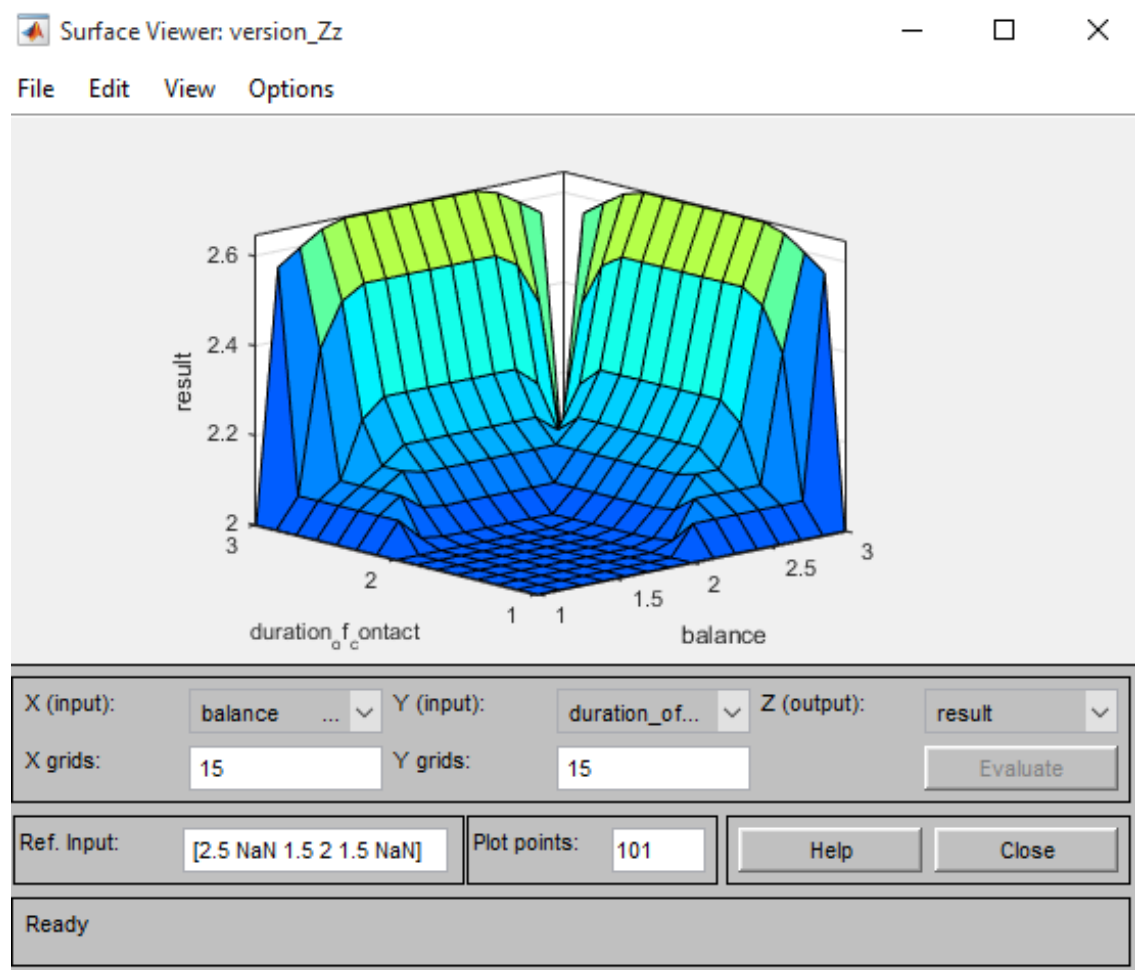 Surface Viewer: version_Zz
File Edit View Options
2.6
2.4
2.2
2
result
3
2
1
duration_of_contact
1
1.5
2
2.5
3
balance
X (input): balance ... Y (input): duration_of... Z (output): result
X grids: 15 Y grids: 15 Evaluate
Ref. Input: [2.5 NaN 1.5 2 1.5 NaN] Plot points: 101 Help Close
Ready